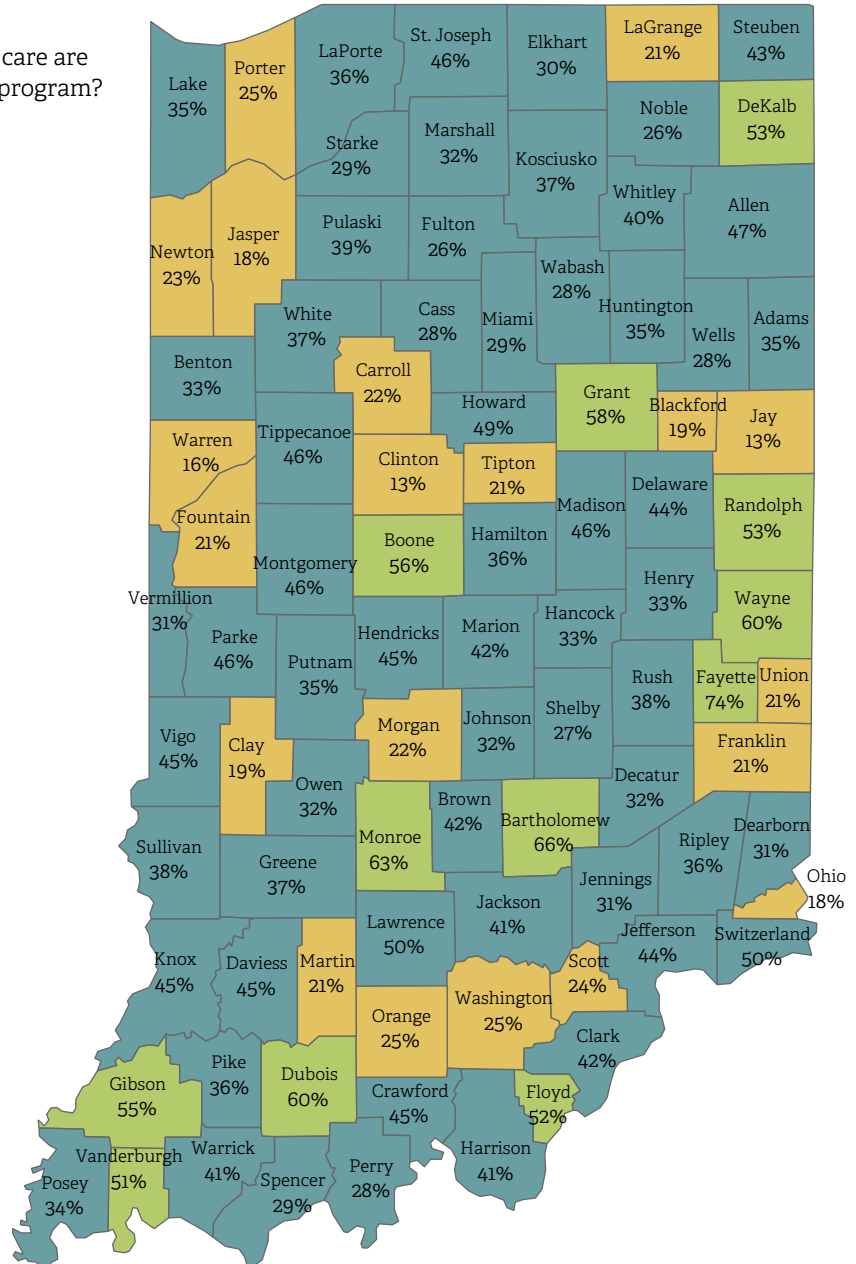 care are
program?
Lake
35%
Porter
25%
LaPorte
36%
St. Joseph
46%
Elkhart
30%
LaGrange
21%
Steuben
43%
Noble
26%
DeKalb
53%
Starke
29%
Marshall
32%
Kosciusko
37%
Whitley
40%
Allen
47%
Newton
23%
Jasper
18%
Pulaski
39%
Fulton
26%
Wabash
28%
Huntington
35%
White
37%
Cass
28%
Miami
29%
Wells
28%
Adams
35%
Benton
33%
Carroll
22%
Howard
49%
Grant
58%
Blackford
19%
Jay
13%
Warren
16%
Tippecanoe
46%
Clinton
13%
Tipton
21%
Madison
46%
Delaware
44%
Randolph
53%
Fountain
21%
Boone
56%
Hamilton
36%
Montgomery
46%
Henry
33%
Wayne
60%
Vermillion
31%
Parke
46%
Putnam
35%
Hendricks
45%
Marion
42%
Hancock
33%
Rush
38%
Fayette
74%
Union
21%
Vigo
45%
Clay
19%
Morgan
22%
Johnson
32%
Shelby
27%
Franklin
21%
Owen
32%
Decatur
32%
Sullivan
38%
Greene
37%
Monroe
63%
Brown
42%
Bartholomew
66%
Ripley
36%
Dearborn
31%
Ohio
18%
Jennings
31%
Jackson
41%
Lawrence
50%
Jefferson
44%
Switzerland
50%
Knox
45%
Daviess
45%
Martin
21%
Orange
25%
Washington
25%
Scott
24%
Clark
42%
Gibson
55%
Pike
36%
Dubois
60%
Crawford
45%
Floyd
52%
Harrison
41%
Posey
34%
Vanderburgh
51%
Warrick
41%
Spencer
29%
Perry
28%